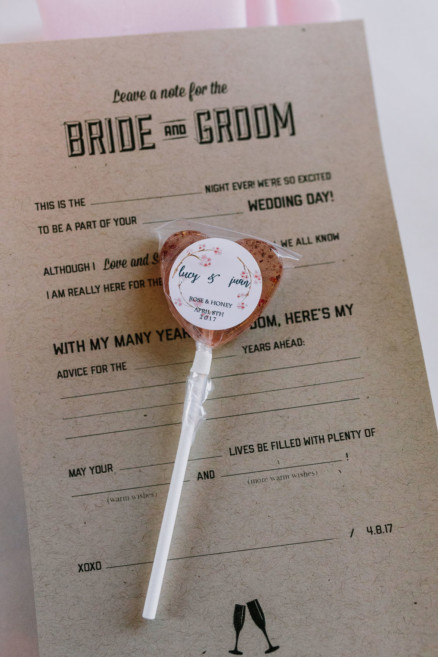 Leave a note for the
BRIDE AND GROOM
THIS IS THE NIGHT EVER! WE'RE SO EXCITED
TO BE A PART OF YOUR WEDDING DAY!
ALTHOUGH I Love and WE ALL KNOW
I AM REALLY HERE FOR THE
lucy & juan
ROSE & HONEY
APRIL 8TH
2017
WITH MY MANY HERE'S MY
ADVICE FOR THE YEARS AHEAD:
MAY YOUR LIVES BE FILLED WITH PLENTY OF
AND !
(warm wishes) (more warm wishes)
XOXO / 4.8.17